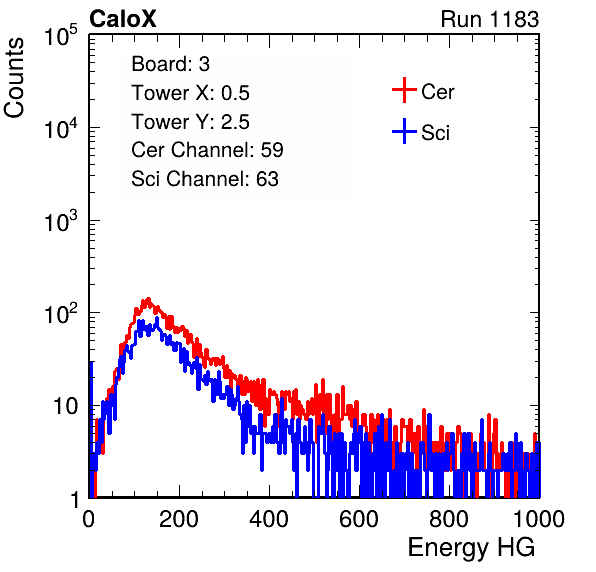 CaloX Run 1183
Counts
10^5
10^4
10^3
10^2
10
1
Board: 3
Tower X: 0.5
Tower Y: 2.5
Cer Channel: 59
Sci Channel: 63
Cer
Sci
0 200 400 600 800 1000
Energy HG